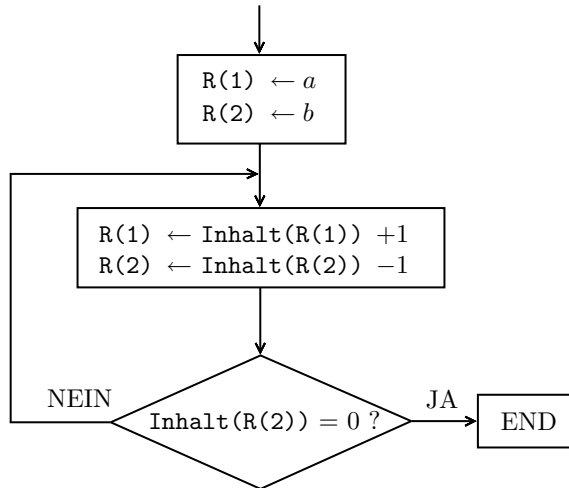 R(1) ← a
R(2) ← b
R(1) ← Inhalt(R(1)) +1
R(2) ← Inhalt(R(2)) −1
NEIN
Inhalt(R(2)) = 0 ?
JA
END